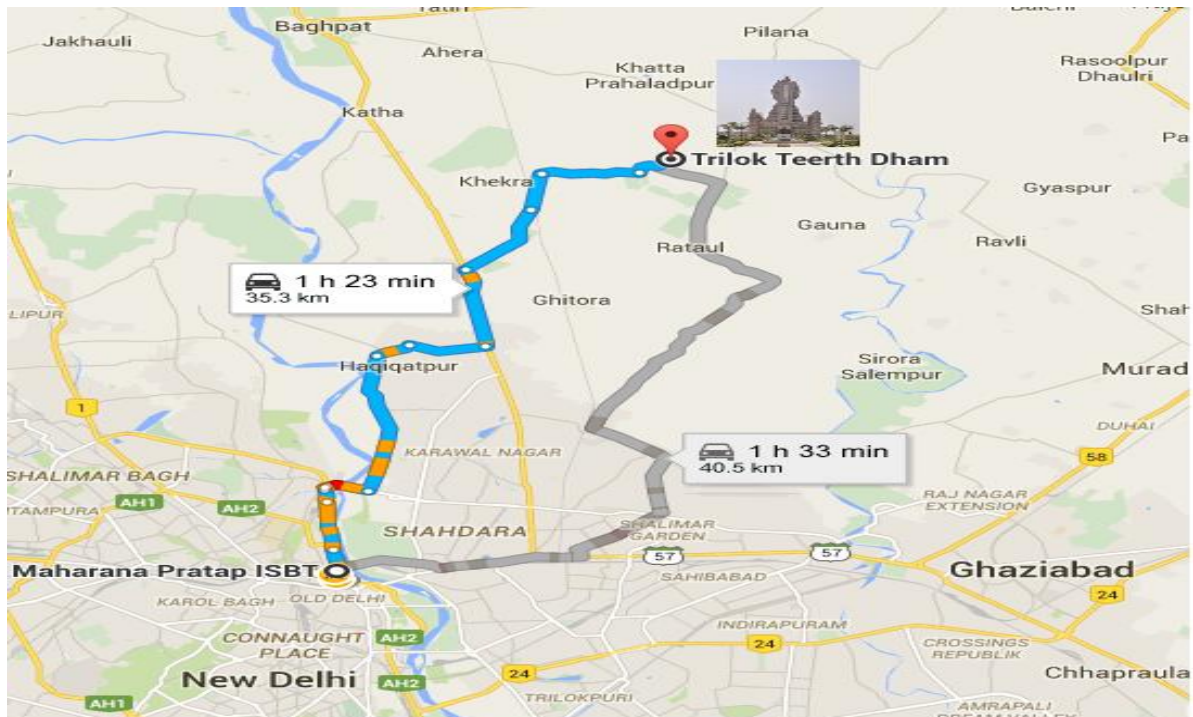 Baghpat
Jakhauli
Ahera
Pilana
Khatta
Prahaladpur
Rasoolpur
Dhaulri
Katha
Trilok Teerth Dham
Khekra
Gyaspur
Gauna
Ravli
Rataul
1 h 23 min
35.3 km
Ghitora
Haqiqatpur
Sirora
Salempur
1
DUHAI
KARAWAL NAGAR
1 h 33 min
40.5 km
58
SHALIMAR BAGH
AH1
AH2
RAJ NAGAR
EXTENSION
SHAHDARA
SHALIMAR
GARDEN
57
57
Maharana Pratap ISBT
SAHIBABAD
Ghaziabad
24
KAROL BAGH
OLD DELHI
CONNAUGHT
PLACE
AH2
INDIRAPURAM
24
CROSSINGS
REPUBLIK
New Delhi
AH2
24
Chhapraula
AH1
TRILOKPURI
AMRAPALI